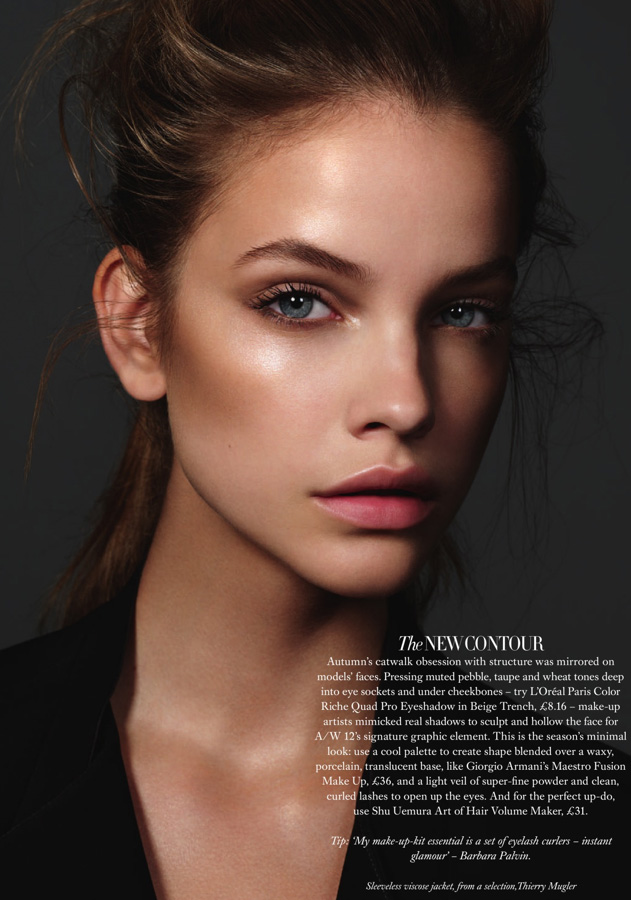 The NEW CONTOUR
Autumn's catwalk obsession with structure was mirrored on
models' faces. Pressing muted pebble, taupe and wheat tones deep
into eye sockets and under cheekbones – try L'Oréal Paris Color
Riche Quad Pro Eyeshadow in Beige Trench, £8.16 – make-up
artists mimicked real shadows to sculpt and hollow the face for
A/W 12's signature graphic element. This is the season's minimal
look: use a cool palette to create shape blended over a waxy,
porcelain, translucent base, like Giorgio Armani's Maestro Fusion
Make Up, £36, and a light veil of super-fine powder and clean,
curled lashes to open up the eyes. And for the perfect up-do,
use Shu Uemura Art of Hair Volume Maker, £31.
Tip: 'My make-up-kit essential is a set of eyelash curlers – instant
glamour' – Barbara Palvin.
Sleeveless viscose jacket, from a selection,Thierry Mugler